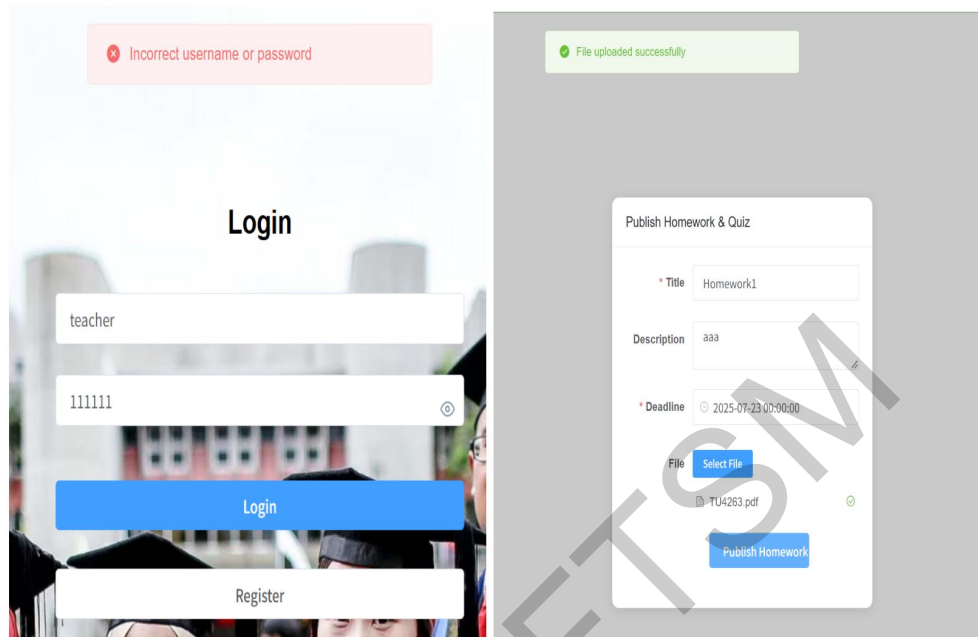 Incorrect username or password
Login
teacher
111111
Login
Register
File uploaded successfully
Publish Homework & Quiz
* Title
Homework1
Description
aaa
* Deadline
2025-07-23 00:00:00
File
Select File
TU4263.pdf
Publish Homework
FTSM